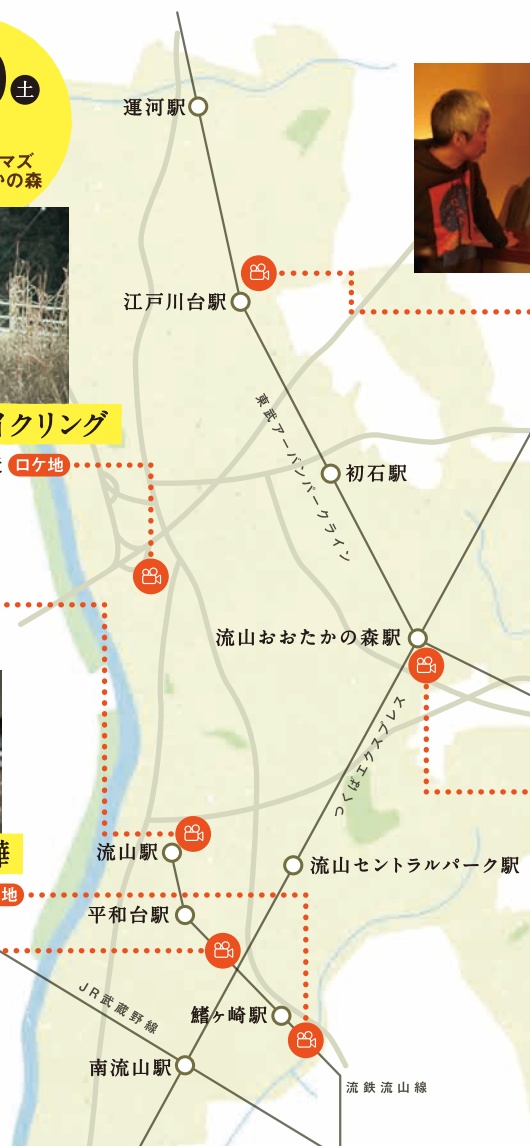 土
マズ
かの森
運河駅
江戸川台駅
東武アーバンパークライン
イクリング
ロケ地
初石駅
流山おおたかの森駅
つくばエクスプレス
流山駅
流山セントラルパーク駅
地
平和台駅
JR武蔵野線
鰭ヶ崎駅
南流山駅
流鉄流山線